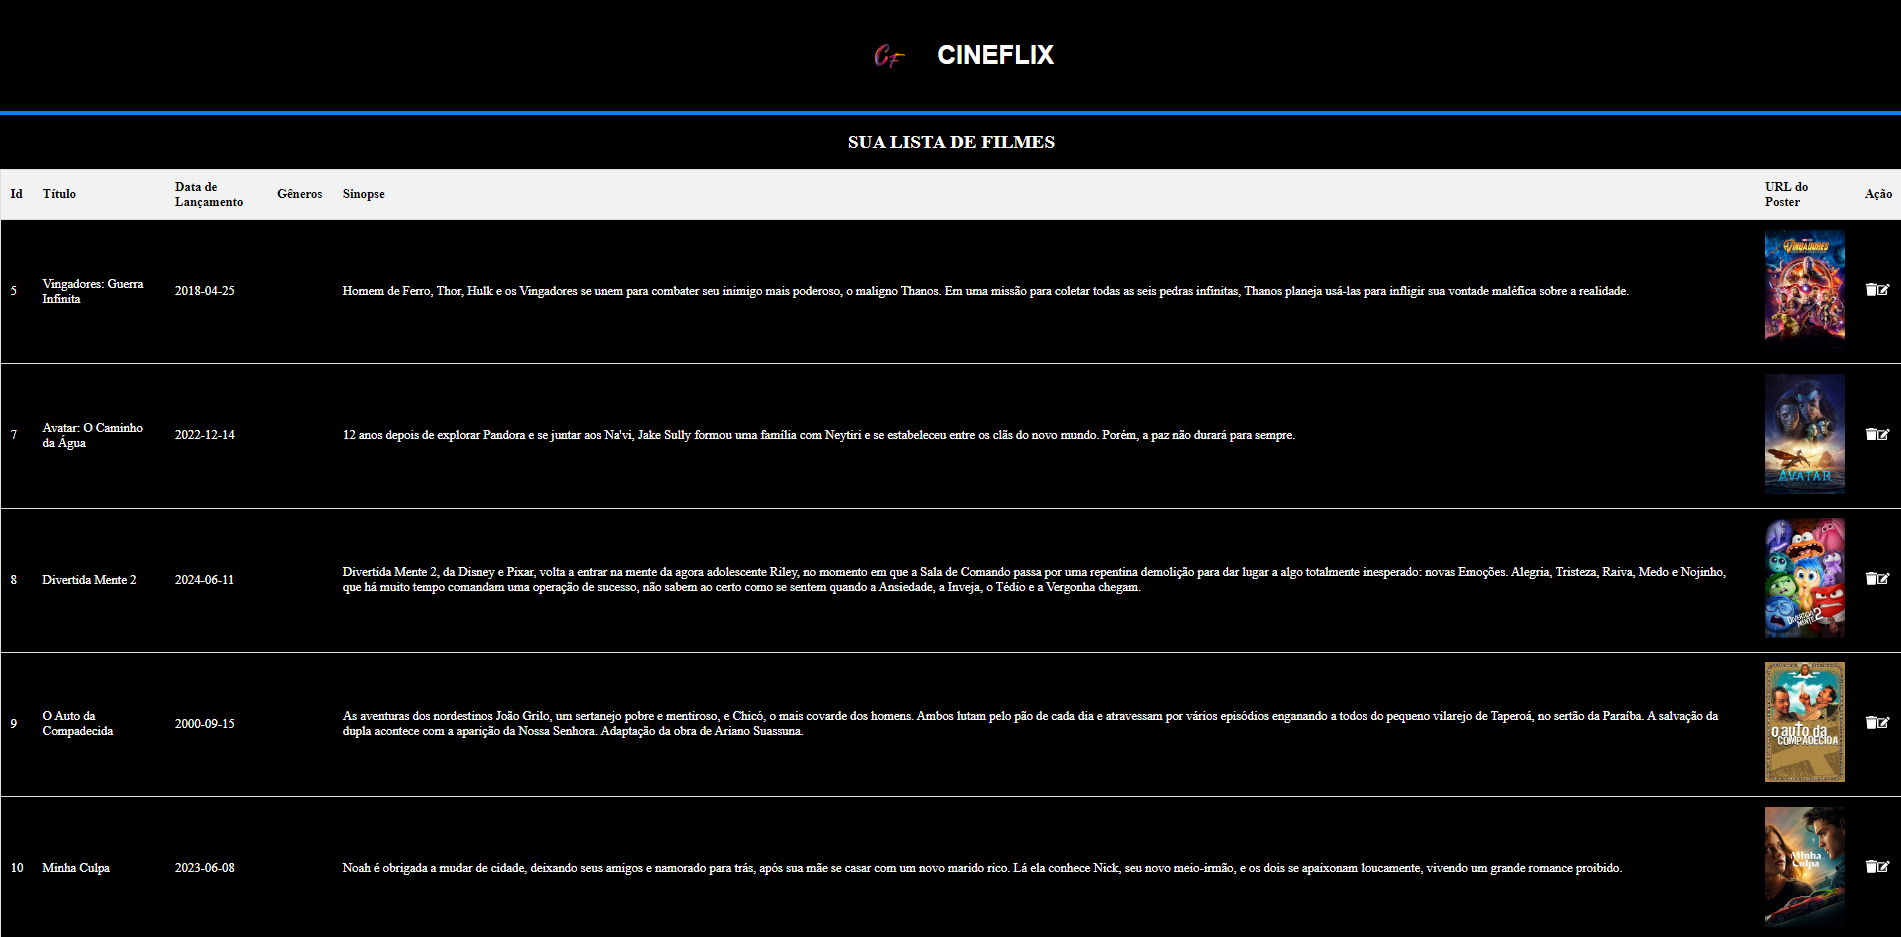 CF CINEFLIX
SUA LISTA DE FILMES
Id Título Data de Lançamento Gêneros Sinopse URL do Poster Ação
5
Vingadores: Guerra
Infinita
2018-04-25
Homem de Ferro, Thor, Hulk e os Vingadores se unem para combater seu inimigo mais poderoso, o maligno Thanos. Em uma missão para coletar todas as seis pedras infinitas, Thanos planeja usá-las para infligir sua vontade maléfica sobre a realidade.
VINGADORES
7
Avatar: O Caminho
da Água
2022-12-14
12 anos depois de explorar Pandora e se juntar aos Na'vi, Jake Sully formou uma família com Neytiri e se estabeleceu entre os clãs do novo mundo. Porém, a paz não durará para sempre.
AVATAR
8
Divertida Mente 2
2024-06-11
Divertida Mente 2, da Disney e Pixar, volta a entrar na mente da agora adolescente Riley, no momento em que a Sala de Comando passa por uma repentina demolição para dar lugar a algo totalmente inesperado: novas Emoções. Alegria, Tristeza, Raiva, Medo e Nojinho,
que há muito tempo comandam uma operação de sucesso, não sabem ao certo como se sentem quando a Ansiedade, a Inveja, o Tédio e a Vergonha chegam.
DIVERTIDA
MENTE 2
9
O Auto da
Compadecida
2000-09-15
As aventuras dos nordestinos João Grilo, um sertanejo pobre e mentiroso, e Chicó, o mais covarde dos homens. Ambos lutam pelo pão de cada dia e atravessam por vários episódios enganando a todos do pequeno vilarejo de Taperoá, no sertão da Paraíba. A salvação da
dupla acontece com a aparição da Nossa Senhora. Adaptação da obra de Ariano Suassuna.
o auto da
COMPADECIDA
10
Minha Culpa
2023-06-08
Noah é obrigada a mudar de cidade, deixando seus amigos e namorado para trás, após sua mãe se casar com um novo marido rico. Lá ela conhece Nick, seu novo meio-irmão, e os dois se apaixonam loucamente, vivendo um grande romance proibido.
Minha
Culpa